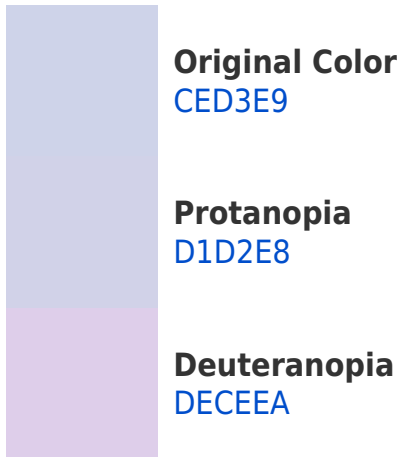 Original Color
CED3E9
Protanopia
D1D2E8
Deuteranopia
DECEEA